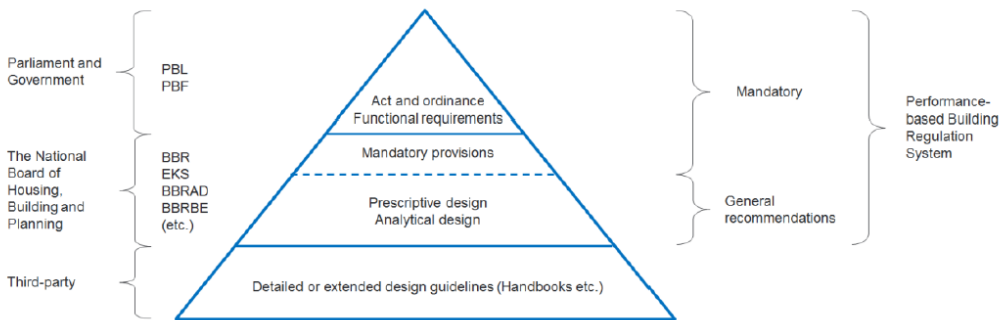 Parliament and
Government
PBL
PBF
Act and ordinance
Functional requirements
Mandatory
Performance-
based Building
Regulation
System
The National
Board of
Housing,
Building and
Planning
BBR
EKS
BBRAD
BBRBE
(etc.)
Mandatory provisions
Prescriptive design
Analytical design
General
recommendations
Third-party
Detailed or extended design guidelines (Handbooks etc.)